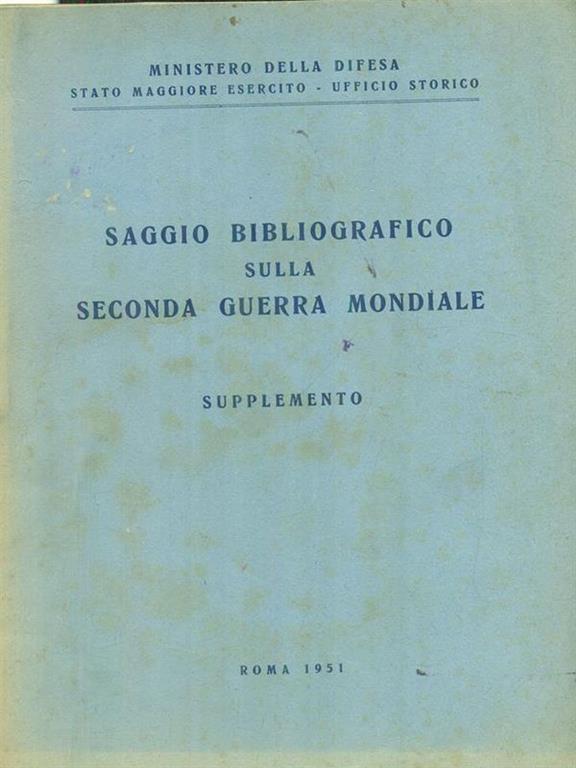 MINISTERO DELLA DIFESA
STATO MAGGIORE ESERCITO - UFFICIO STORICO
SAGGIO BIBLIOGRAFICO
SULLA
SECONDA GUERRA MONDIALE
SUPPLEMENTO
ROMA 1951